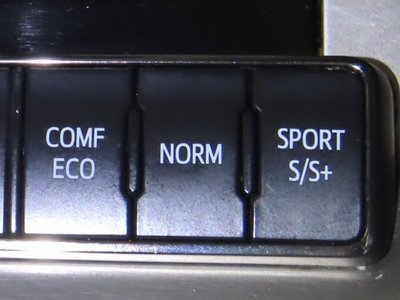 COMF
ECO
NORM
SPORT
S/S+